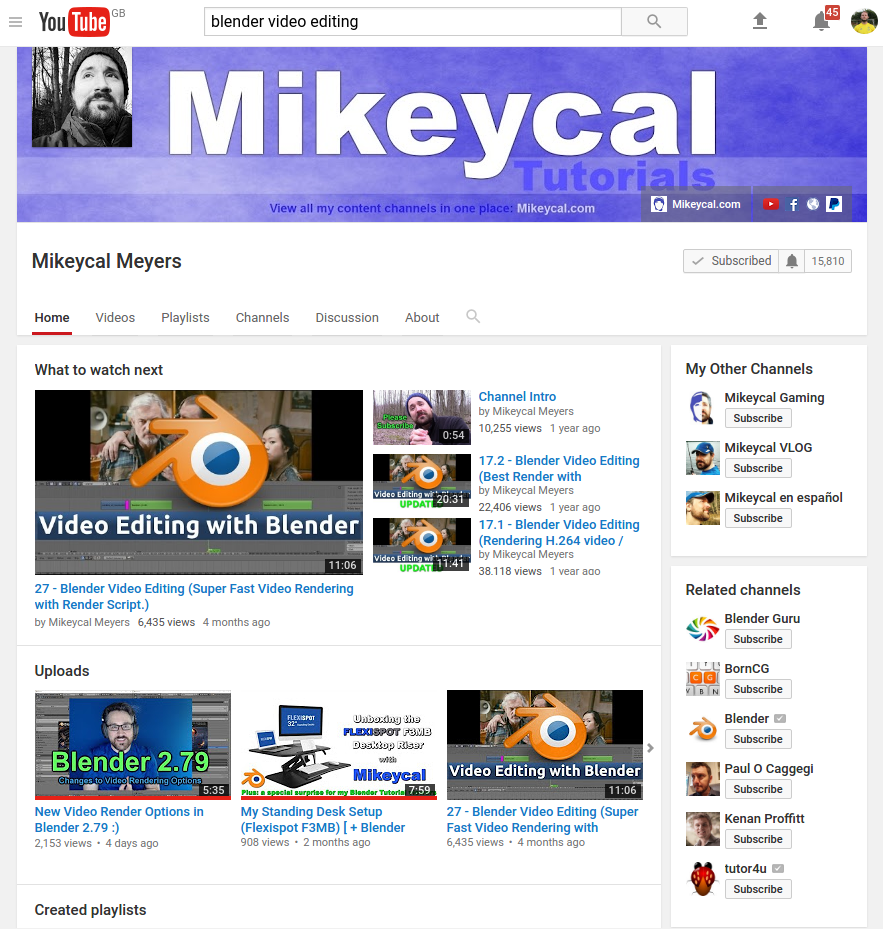 YouTube GB
blender video editing
45
Mikeycal
Tutorials
View all my content channels in one place: Mikeycal.com
Mikeycal.com
Mikeycal Meyers
Subscribed 15,810
Home Videos Playlists Channels Discussion About
What to watch next
Video Editing with Blender
11:06
27 - Blender Video Editing (Super Fast Video Rendering
with Render Script.)
by Mikeycal Meyers 6,435 views 4 months ago
Please
Subscribe
0:54
Channel Intro
by Mikeycal Meyers
10,255 views 1 year ago
Video Editing with
UPDATE
20:31
17.2 - Blender Video Editing
(Best Render with
by Mikeycal Meyers
22,406 views 1 year ago
Video Editing with
UPDATE
11:41
17.1 - Blender Video Editing
(Rendering H.264 video /
by Mikeycal Meyers
38,118 views 1 year ago
Uploads
Blender 2.79
Changes to Video Rendering Options
5:35
New Video Render Options in
Blender 2.79 :)
2,153 views • 4 days ago
FLEXISPOT
32"
Unboxing the
FLEXISPOT F3MB
Desktop Riser
with
Mikeycal
Plus: a special surprise for my Blender Tutoria
7:59
My Standing Desk Setup
(Flexispot F3MB) [ + Blender
908 views • 2 months ago
Video Editing with Blender
11:06
27 - Blender Video Editing (Super
Fast Video Rendering with
6,435 views • 4 months ago
Created playlists
My Other Channels
Mikeycal Gaming
Subscribe
Mikeycal VLOG
Subscribe
Mikeycal en español
Subscribe
Related channels
Blender Guru
Subscribe
BornCG
Subscribe
Blender
Subscribe
Paul O Caggegi
Subscribe
Kenan Proffitt
Subscribe
tutor4u
Subscribe